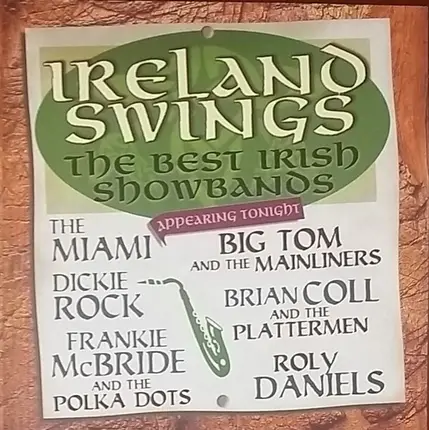 IRELAND
SWINGS
THE BEST IRISH
SHOWBANDS
APPEARING TONIGHT
THE
MIAMI
DICKIE
ROCK
FRANKIE
McBRIDE
AND THE
POLKA DOTS
BIG TOM
AND THE MAINLINERS
BRIAN COLL
AND THE
PLATTERMEN
ROLY
DANIELS